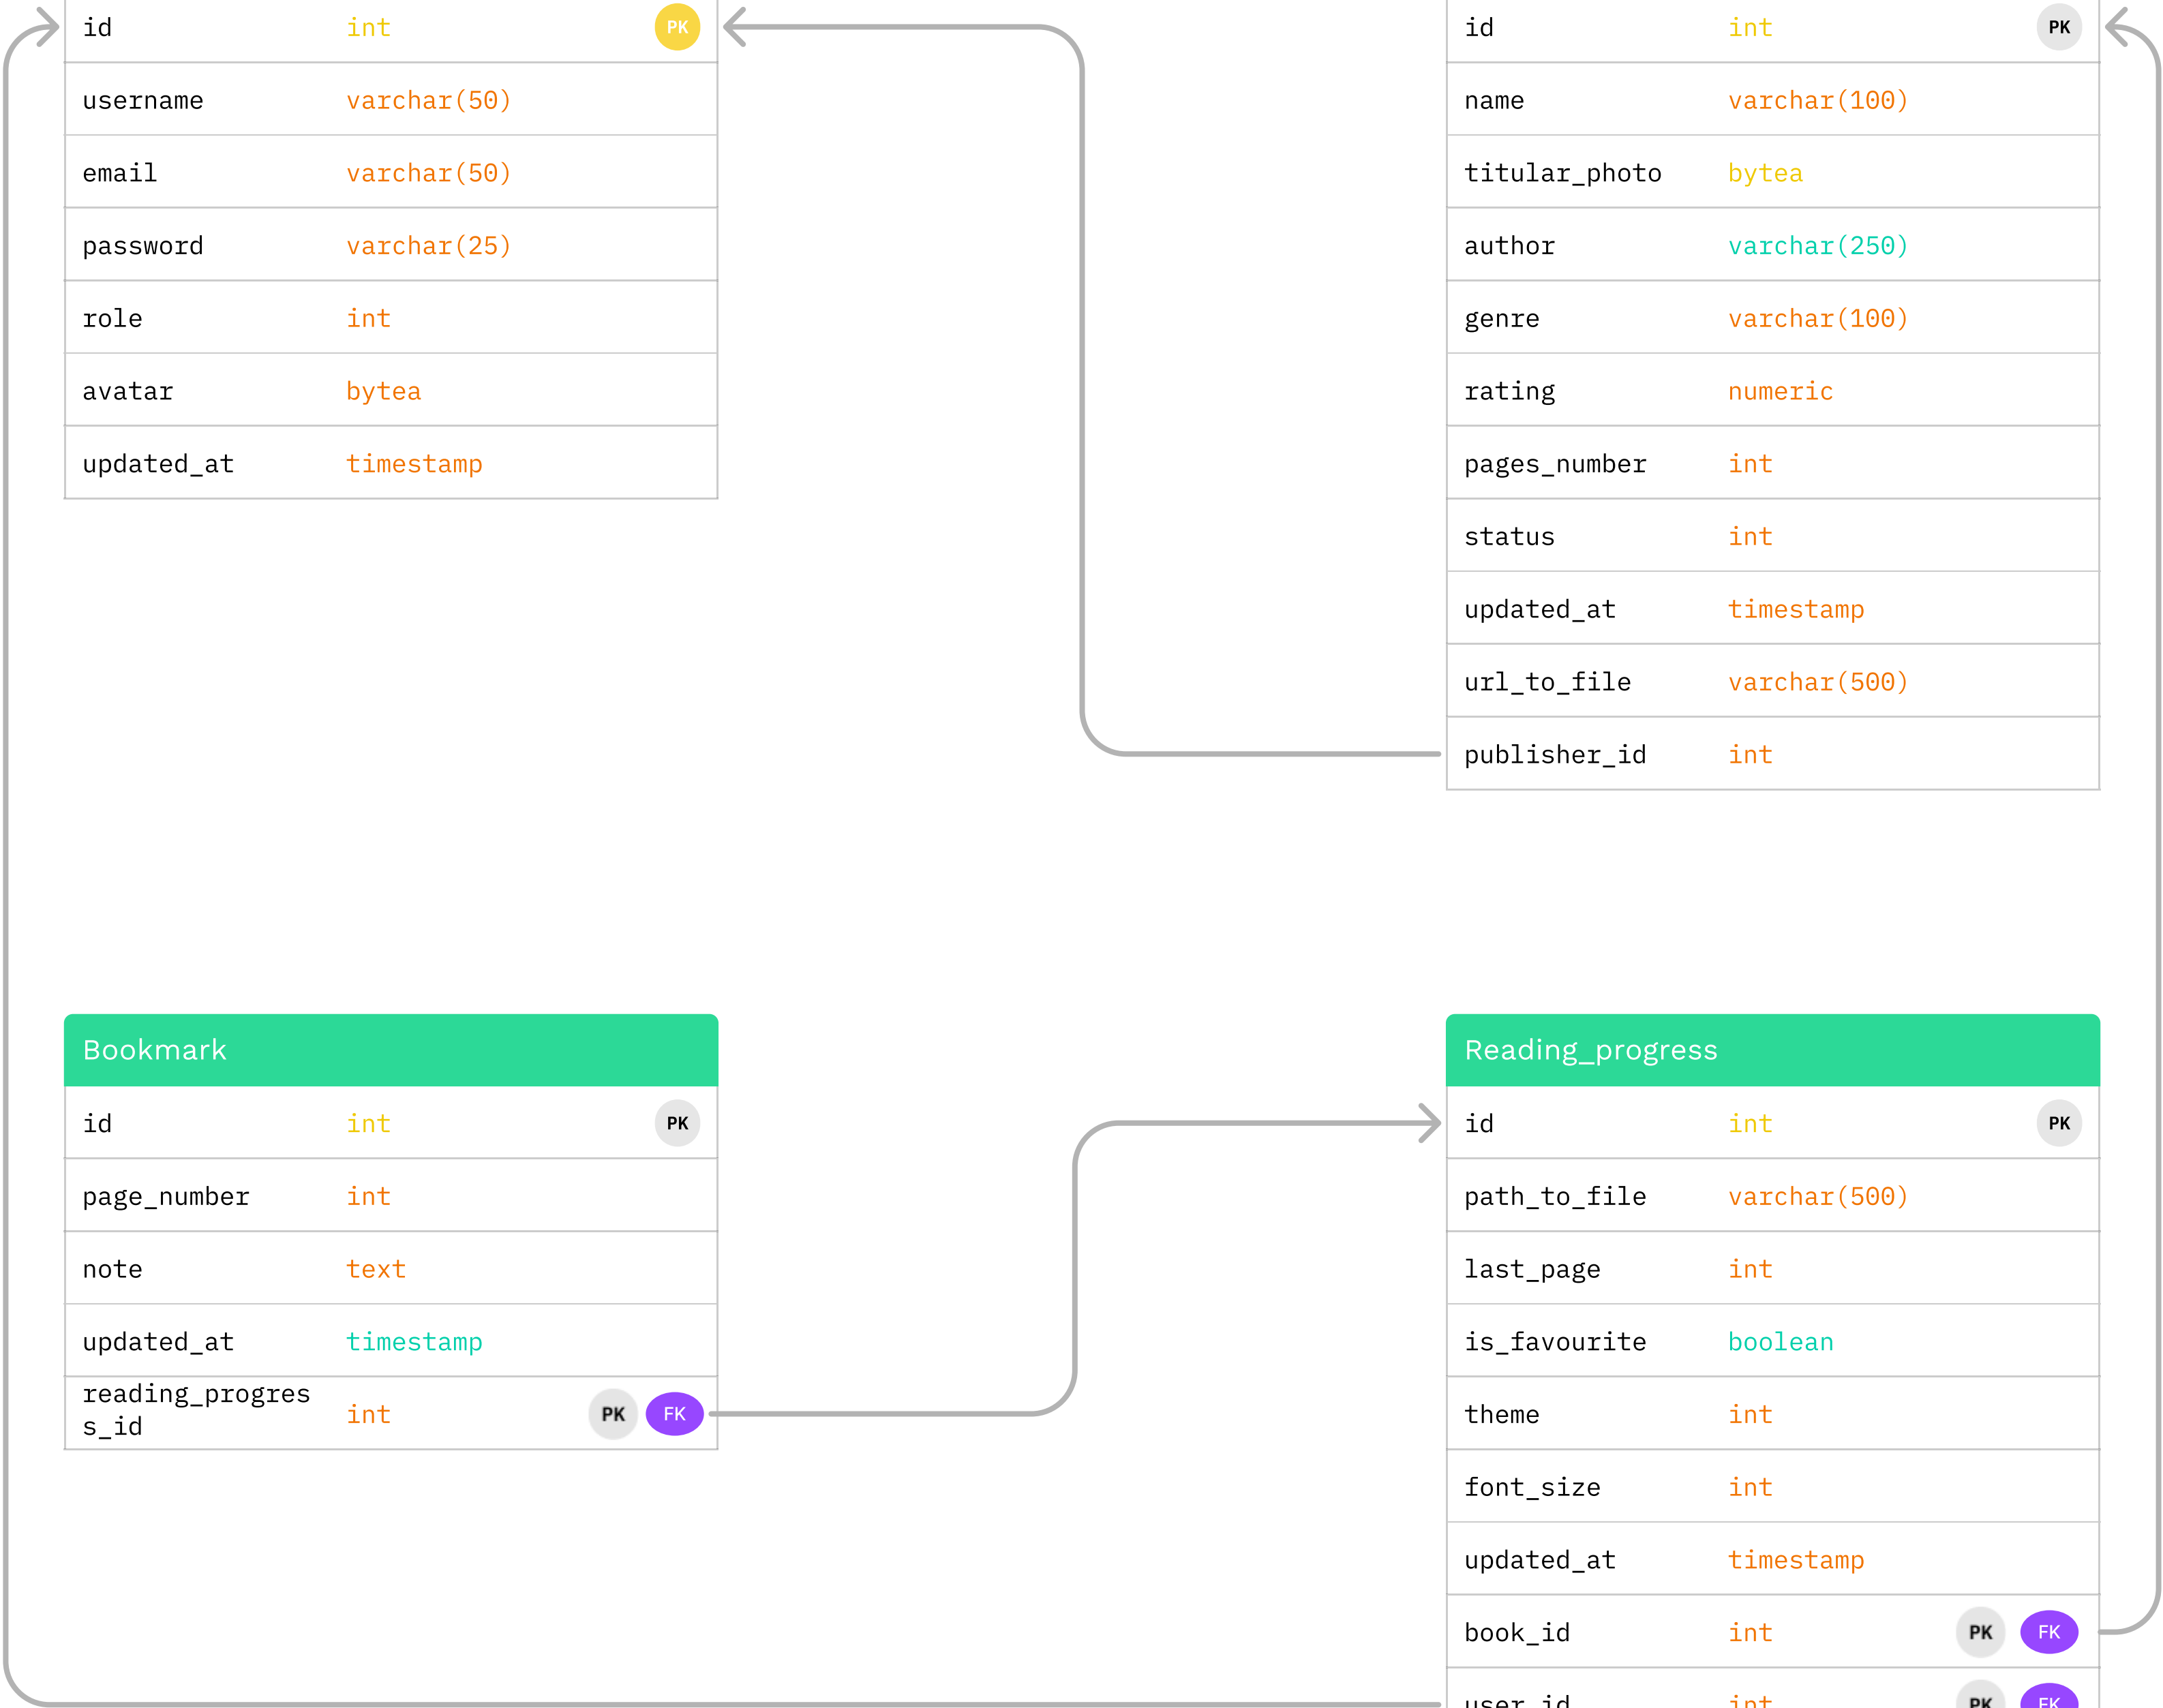 id int PK
username varchar(50)
email varchar(50)
password varchar(25)
role int
avatar bytea
updated_at timestamp
id int PK
name varchar(100)
titular_photo bytea
author varchar(250)
genre varchar(100)
rating numeric
pages_number int
status int
updated_at timestamp
url_to_file varchar(500)
publisher_id int
Bookmark
id int PK
page_number int
note text
updated_at timestamp
reading_progres
s_id int PK FK
Reading_progress
id int PK
path_to_file varchar(500)
last_page int
is_favourite boolean
theme int
font_size int
updated_at timestamp
book_id int PK FK
user_id int PK FK